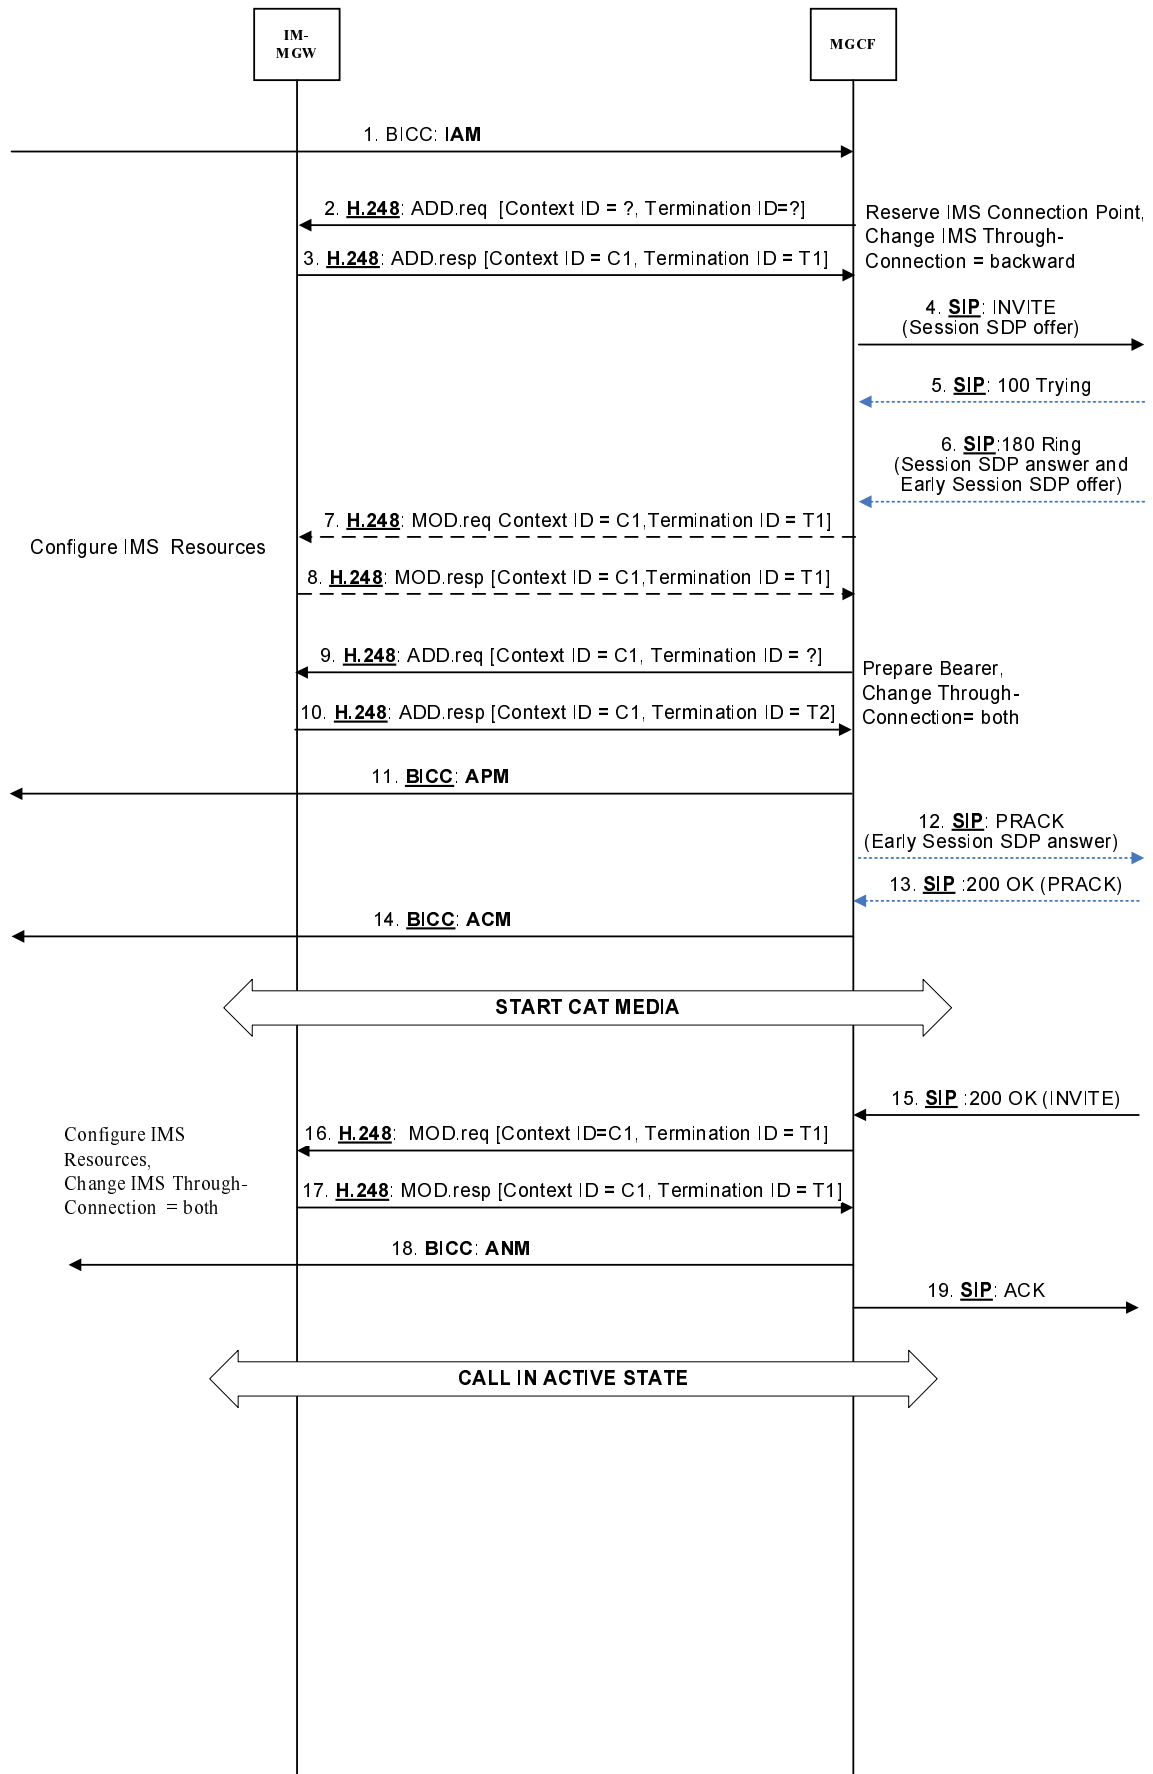 IM-
MGW
MGCF
1. BICC: IAM
2. H.248: ADD.req [Context ID = ?, Termination ID=?]
Reserve IMS Connection Point,
Change IMS Through-
Connection = backward
3. H.248: ADD.resp [Context ID = C1, Termination ID = T1]
4. SIP: INVITE
(Session SDP offer)
5. SIP: 100 Trying
6. SIP:180 Ring
(Session SDP answer and
Early Session SDP offer)
7. H.248: MOD.req Context ID = C1,Termination ID = T1]
Configure IMS Resources
8. H.248: MOD.resp [Context ID = C1,Termination ID = T1]
9. H.248: ADD.req [Context ID = C1, Termination ID = ?]
Prepare Bearer,
Change Through-
Connection= both
10. H.248: ADD.resp [Context ID = C1, Termination ID = T2]
11. BICC: APM
12. SIP: PRACK
(Early Session SDP answer)
13. SIP :200 OK (PRACK)
14. BICC: ACM
START CAT MEDIA
15. SIP :200 OK (INVITE)
16. H.248: MOD.req [Context ID=C1, Termination ID = T1]
Configure IMS
Resources,
Change IMS Through-
Connection = both
17. H.248: MOD.resp [Context ID = C1, Termination ID = T1]
18. BICC: ANM
19. SIP: ACK
CALL IN ACTIVE STATE